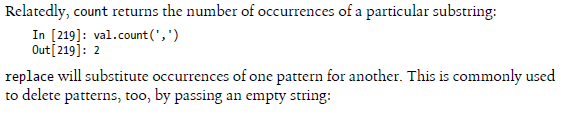 Relatedly, count returns the number of occurrences of a particular substring:
In [219]: val.count(',')
Out[219]: 2
replace will substitute occurrences of one pattern for another. This is commonly used
to delete patterns, too, by passing an empty string: